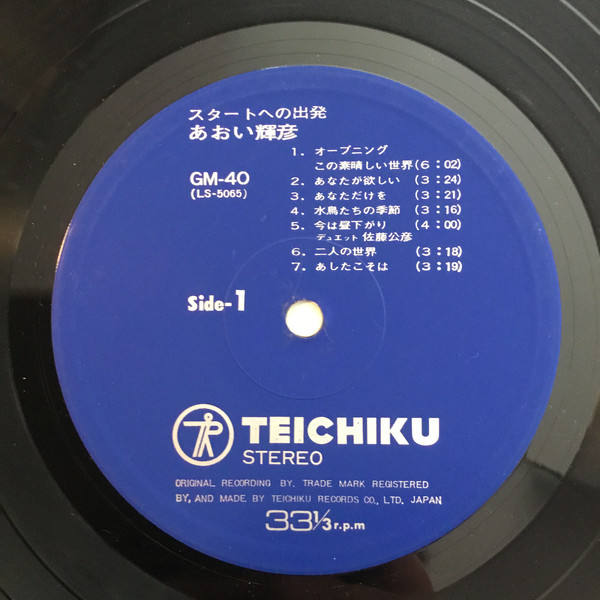 スタートへの出発
あおい輝彦
GM-40
(LS-5065)
1. オープニング
この素晴しい世界(6:02)
2. あなたが欲しい (3:24)
3. あなただけを (3:21)
4. 水鳥たちの季節 (3:16)
5. 今は昼下がり (4:00)
デュエット 佐藤公彦
6. 二人の世界 (3:18)
7. あしたこそは (3:19)
Side-1
TEICHIKU
STEREO
ORIGINAL RECORDING BY. TRADE MARK REGISTERED
BY, AND MADE BY TEICHIKU RECORDS CO., LTD. JAPAN
33⅓r.p.m